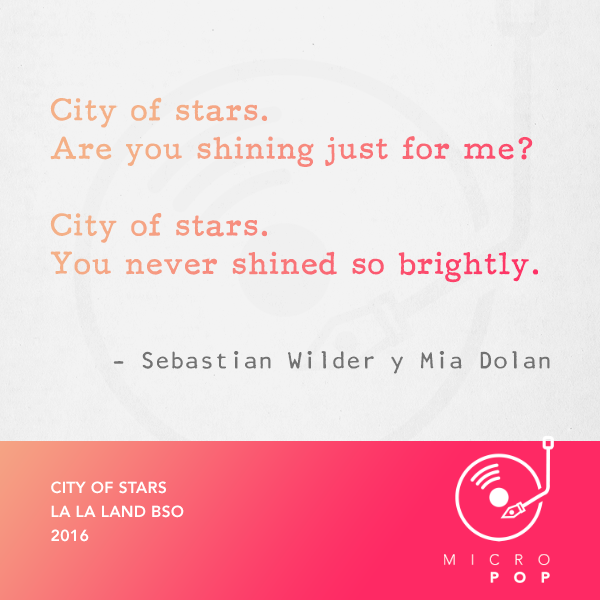 City of stars.
Are you shining just for me?
City of stars.
You never shined so brightly.
– Sebastian Wilder y Mia Dolan
CITY OF STARS
LA LA LAND BSO
2016
MICRO
POP